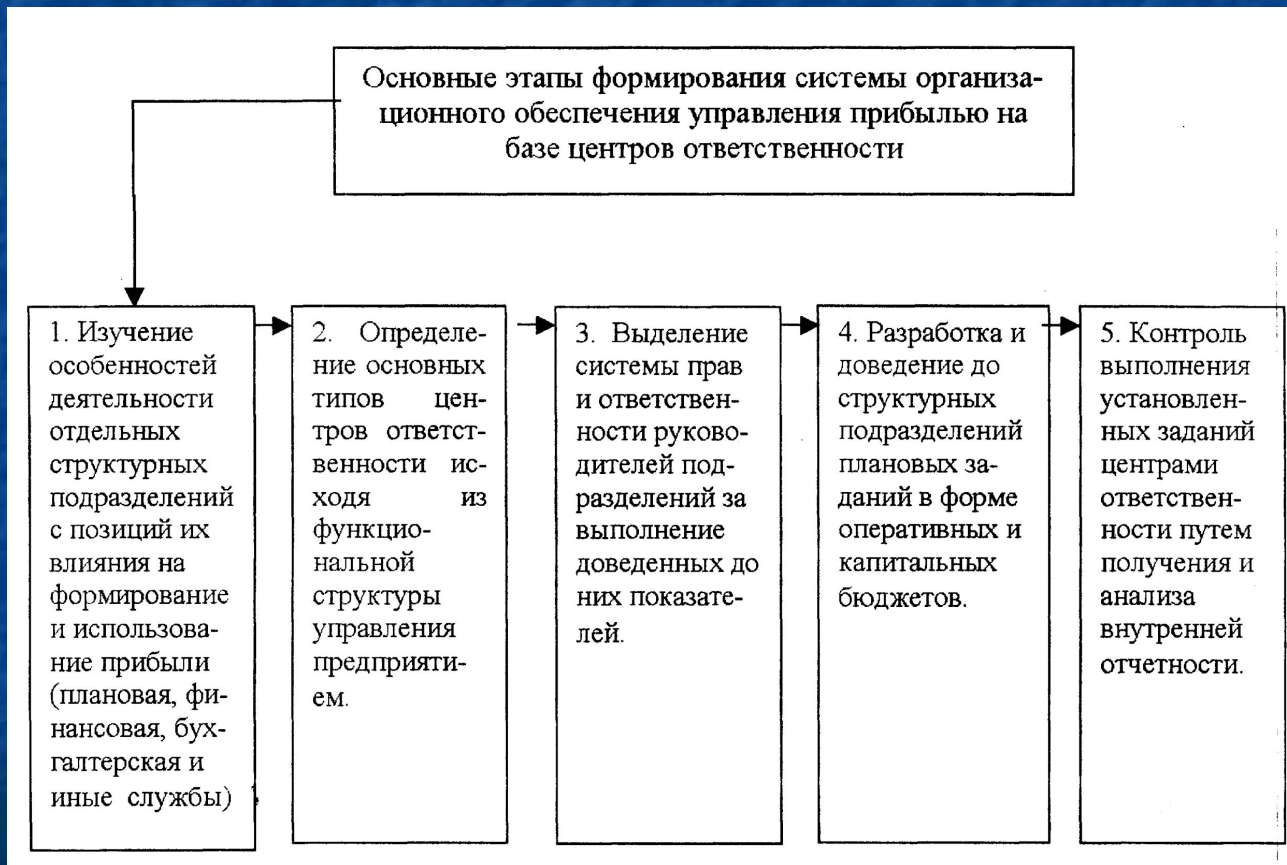 Основные этапы формирования системы организа-
ционного обеспечения управления прибылью на
базе центров ответственности
1. Изучение
особенностей
деятельности
отдельных
структурных
подразделений
с позиций их
влияния на
формирование
и использова-
ние прибыли
(плановая, фи-
нансовая, бух-
галтерская и
иные службы)
2. Определе-
ние основных
типов цен-
тров ответст-
венности ис-
ходя из
функцио-
нальной
структуры
управления
предприяти-
ем.
3. Выделение
системы прав
и ответствен-
ности руково-
дителей под-
разделений за
выполнение
доведенных до
них показате-
лей.
4. Разработка и
доведение до
структурных
подразделений
плановых за-
даний в форме
оперативных и
капитальных
бюджетов.
5. Контроль
выполнения
установлен-
ных заданий
центрами
ответствен-
ности путем
получения и
анализа
внутренней
отчетности.